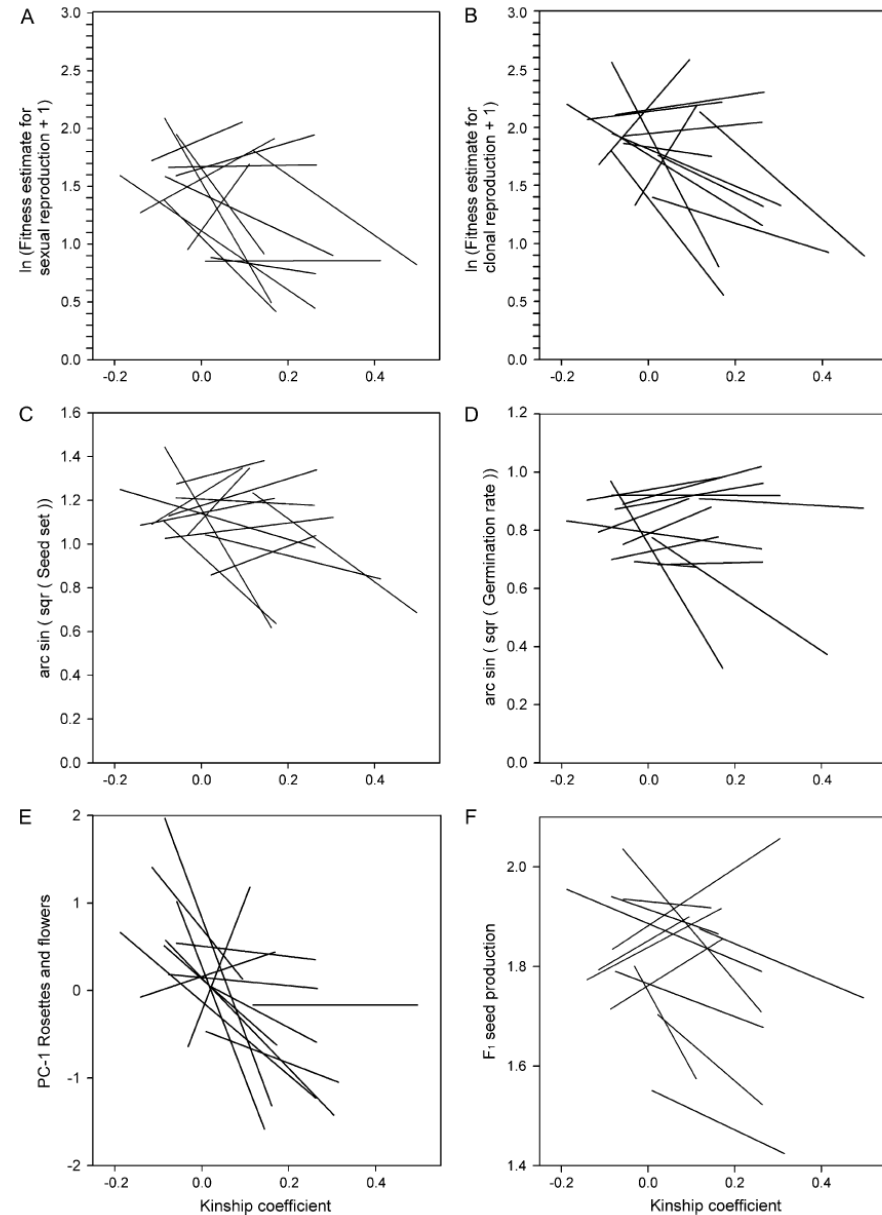 A
3.0
2.5
2.0
1.5
1.0
0.5
0.0
-0.2 0.0 0.2 0.4
ln (Fitness estimate for
sexual reproduction + 1)
B
3.0
2.5
2.0
1.5
1.0
0.5
0.0
-0.2 0.0 0.2 0.4
ln (Fitness estimate for
clonal reproduction + 1)
C
1.6
1.4
1.2
1.0
0.8
0.6
0.4
0.2
0.0
-0.2 0.0 0.2 0.4
arc sin ( sqr ( Seed set ))
D
1.2
1.0
0.8
0.6
0.4
0.2
0.0
-0.2 0.0 0.2 0.4
arc sin ( sqr ( Germination rate ))
E
2
1
0
-1
-2
-0.2 0.0 0.2 0.4
PC-1 Rosettes and flowers
Kinship coefficient
F
2.0
1.8
1.6
1.4
-0.2 0.0 0.2 0.4
F₁ seed production
Kinship coefficient